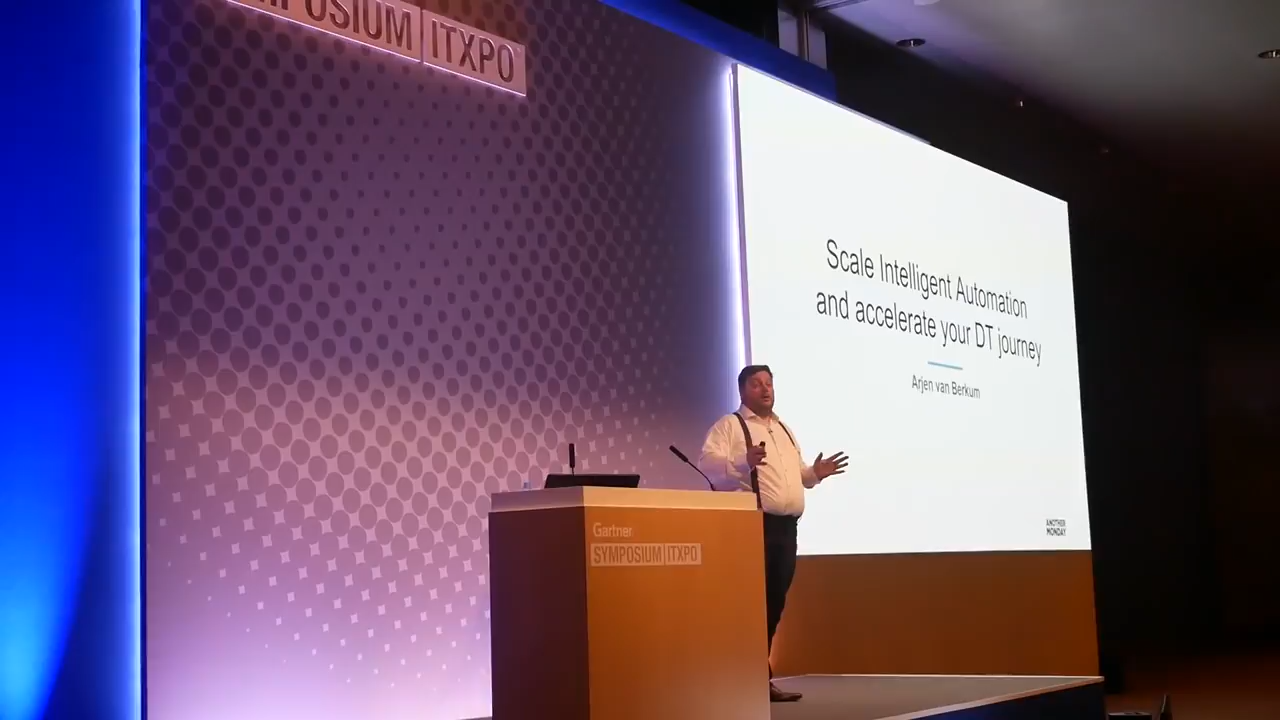 SYMPOSIUM ITXPO
Scale Intelligent Automation
and accelerate your DT journey
Arjen van Berkum
ANOTHER
MONDAY
Gartner
SYMPOSIUM ITXPO